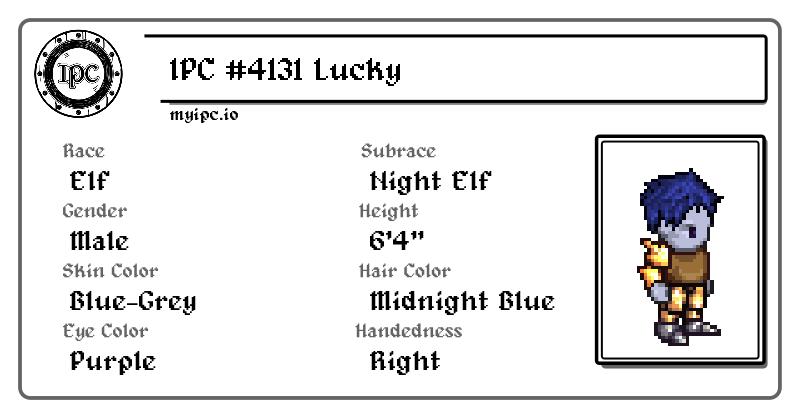 IPC
IPC #4131 Lucky
myipc.io
Race
Elf
Subrace
Night Elf
Gender
Male
Height
6'4"
Skin Color
Blue-Grey
Hair Color
Midnight Blue
Eye Color
Purple
Handedness
Right